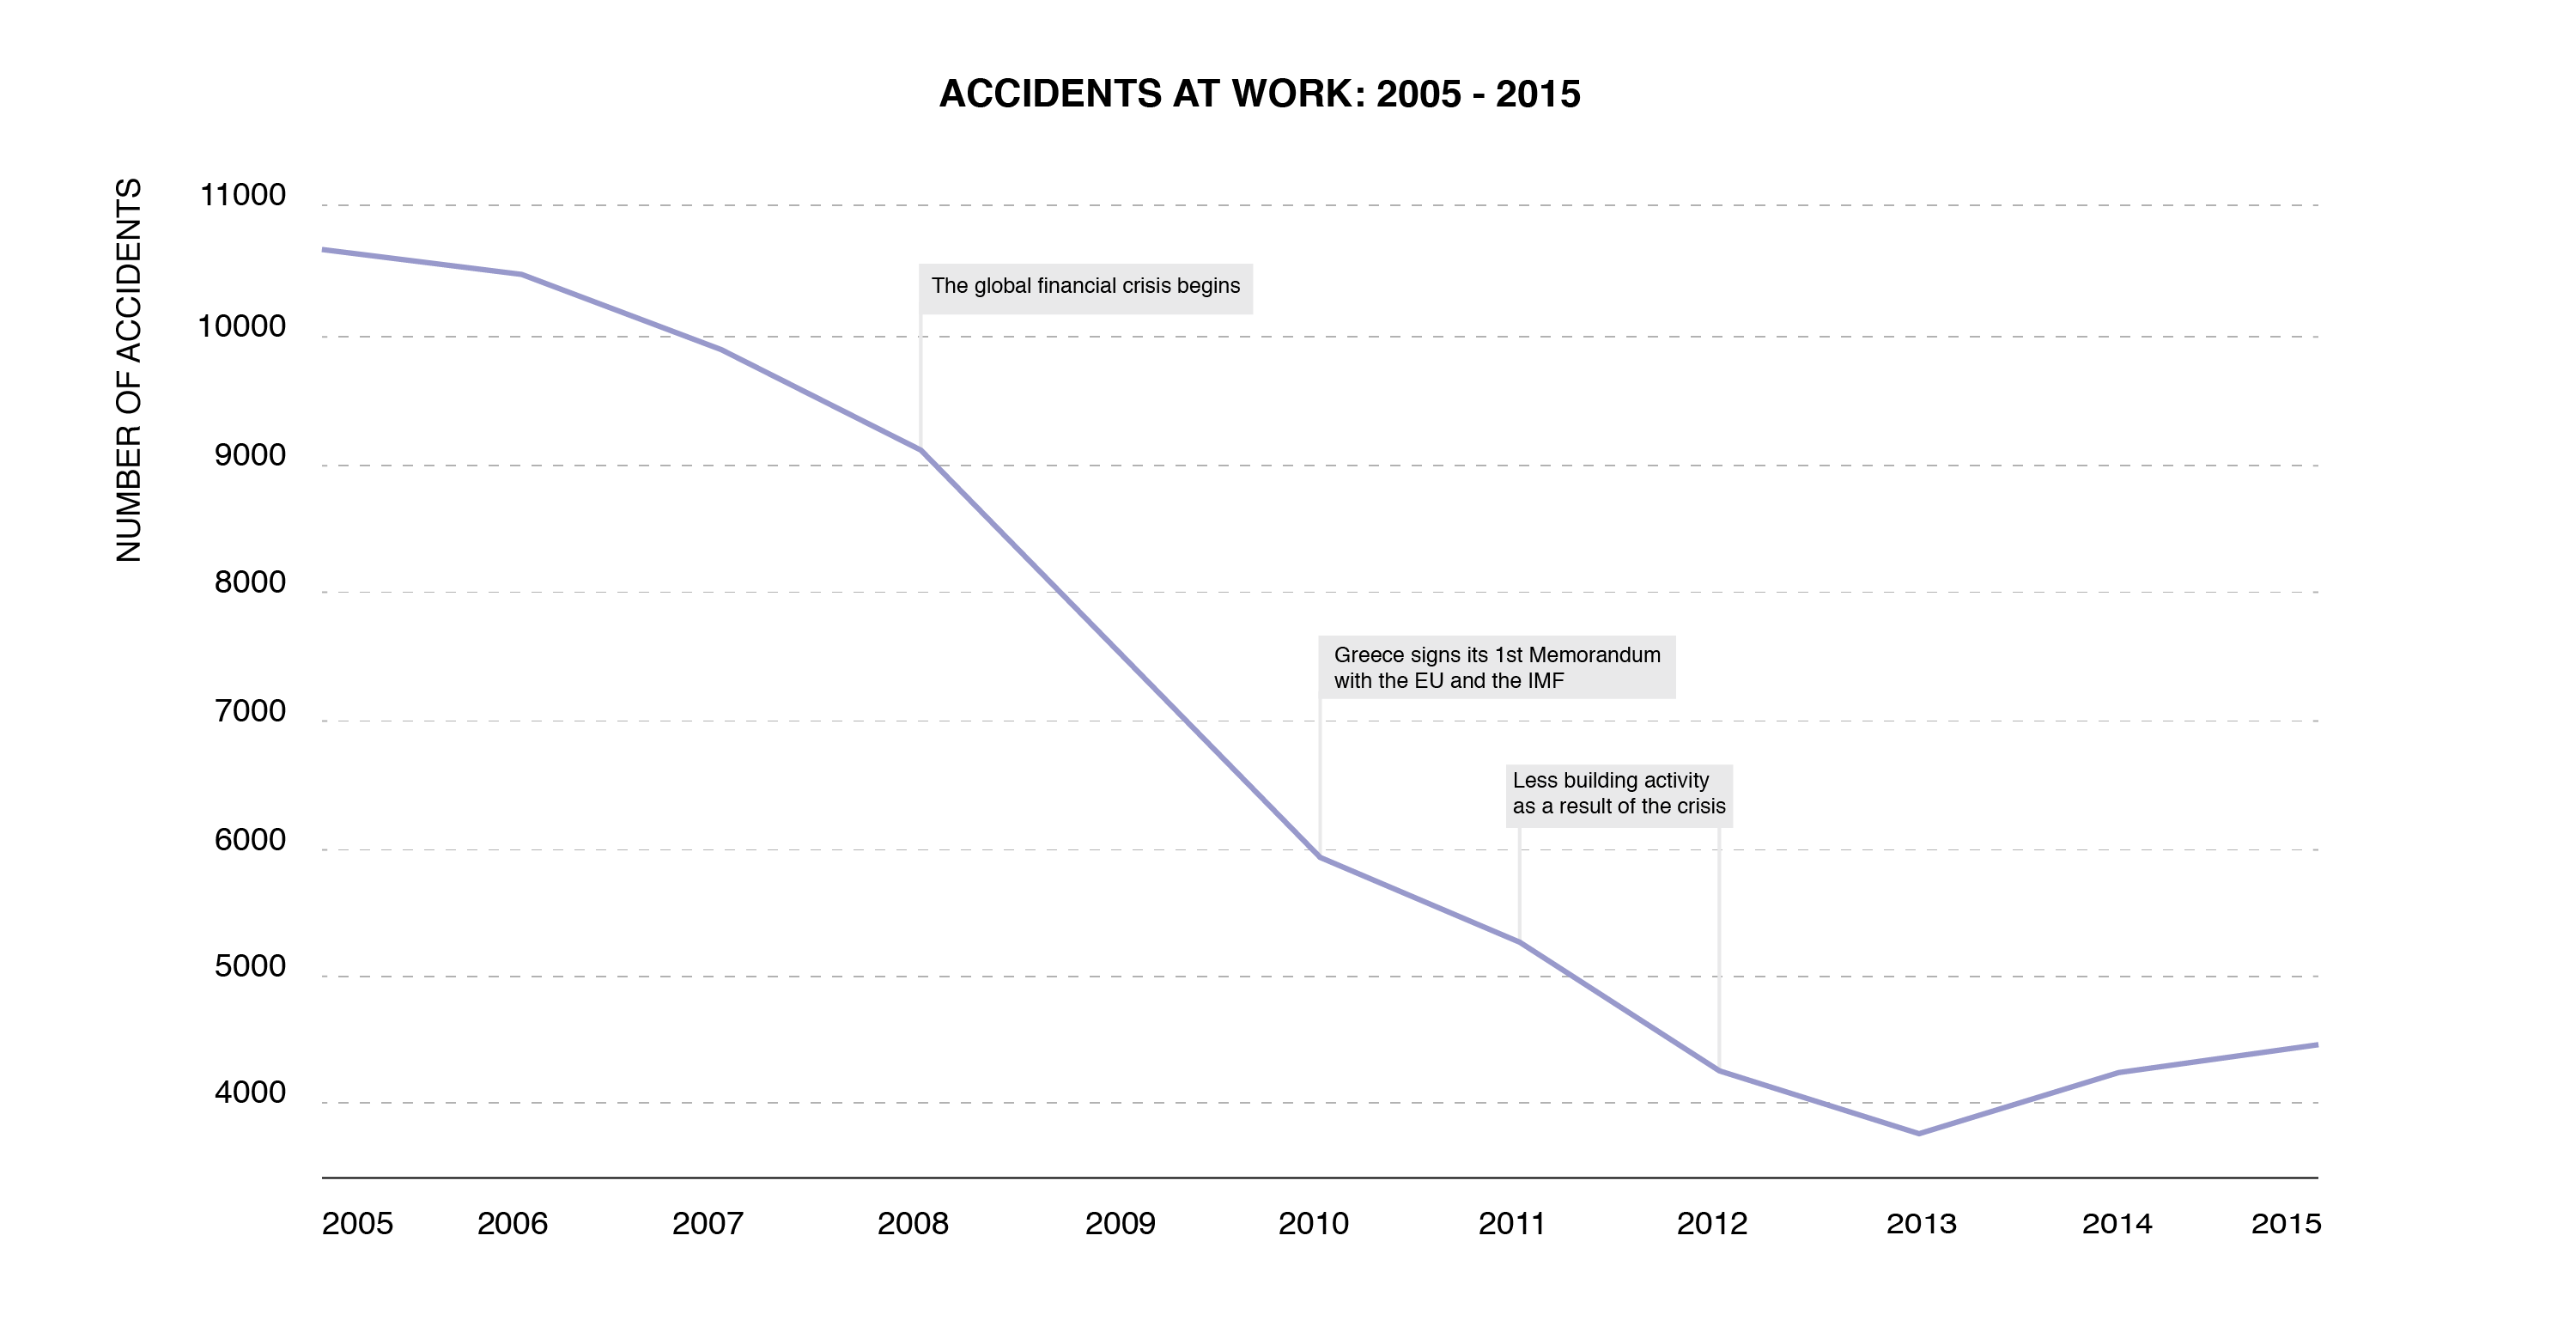 ACCIDENTS AT WORK: 2005 - 2015
NUMBER OF ACCIDENTS
11000
10000
9000
8000
7000
6000
5000
4000
The global financial crisis begins
Greece signs its 1st Memorandum
with the EU and the IMF
Less building activity
as a result of the crisis
2005 2006 2007 2008 2009 2010 2011 2012 2013 2014 2015